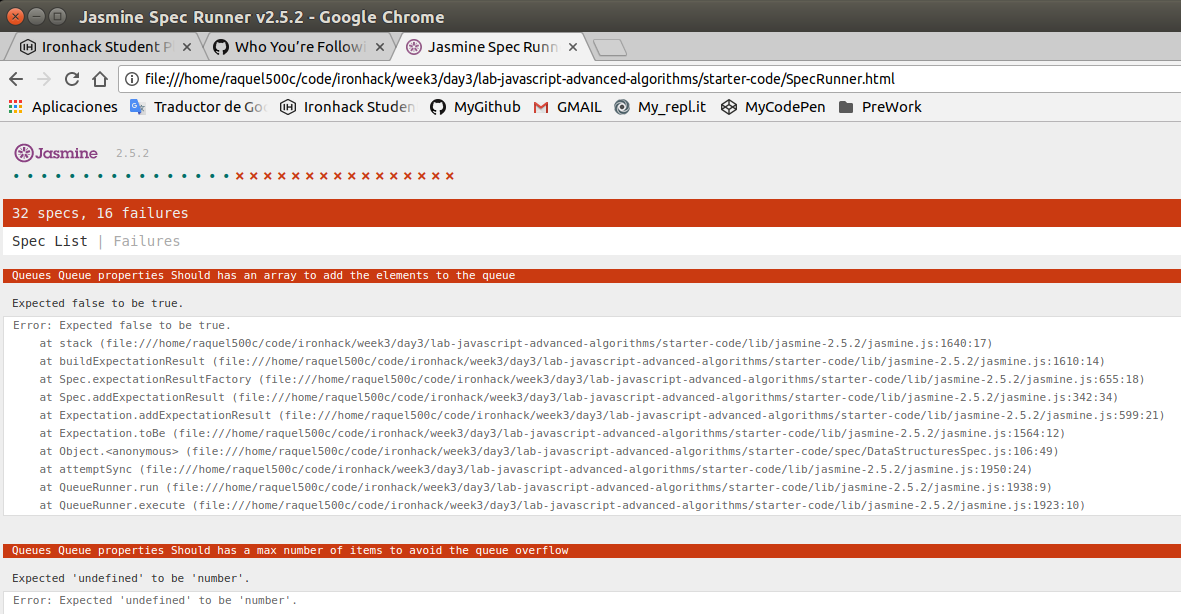 Jasmine Spec Runner v2.5.2 - Google Chrome
Ironhack Student P
Who You're Follow
Jasmine Spec Runn
file:///home/raquel500c/code/ironhack/week3/day3/lab-javascript-advanced-algorithms/starter-code/SpecRunner.html
Aplicaciones Traductor de Goo Ironhack Studen MyGithub GMAIL My_repl.it MyCodePen PreWork
Jasmine 2.5.2
32 specs, 16 failures
Spec List | Failures
Queues Queue properties Should has an array to add the elements to the queue
Expected false to be true.
Error: Expected false to be true.
at stack (file:///home/raquel500c/code/ironhack/week3/day3/lab-javascript-advanced-algorithms/starter-code/lib/jasmine-2.5.2/jasmine.js:1640:17)
at buildExpectationResult (file:///home/raquel500c/code/ironhack/week3/day3/lab-javascript-advanced-algorithms/starter-code/lib/jasmine-2.5.2/jasmine.js:1610:14)
at Spec.expectationResultFactory (file:///home/raquel500c/code/ironhack/week3/day3/lab-javascript-advanced-algorithms/starter-code/lib/jasmine-2.5.2/jasmine.js:655:18)
at Spec.addExpectationResult (file:///home/raquel500c/code/ironhack/week3/day3/lab-javascript-advanced-algorithms/starter-code/lib/jasmine-2.5.2/jasmine.js:342:34)
at Expectation.addExpectationResult (file:///home/raquel500c/code/ironhack/week3/day3/lab-javascript-advanced-algorithms/starter-code/lib/jasmine-2.5.2/jasmine.js:599:21)
at Expectation.toBe (file:///home/raquel500c/code/ironhack/week3/day3/lab-javascript-advanced-algorithms/starter-code/lib/jasmine-2.5.2/jasmine.js:1564:12)
at Object.<anonymous> (file:///home/raquel500c/code/ironhack/week3/day3/lab-javascript-advanced-algorithms/starter-code/spec/DataStructuresSpec.js:106:49)
at attemptSync (file:///home/raquel500c/code/ironhack/week3/day3/lab-javascript-advanced-algorithms/starter-code/lib/jasmine-2.5.2/jasmine.js:1950:24)
at QueueRunner.run (file:///home/raquel500c/code/ironhack/week3/day3/lab-javascript-advanced-algorithms/starter-code/lib/jasmine-2.5.2/jasmine.js:1938:9)
at QueueRunner.execute (file:///home/raquel500c/code/ironhack/week3/day3/lab-javascript-advanced-algorithms/starter-code/lib/jasmine-2.5.2/jasmine.js:1923:10)
Queues Queue properties Should has a max number of items to avoid the queue overflow
Expected 'undefined' to be 'number'.
Error: Expected 'undefined' to be 'number'.